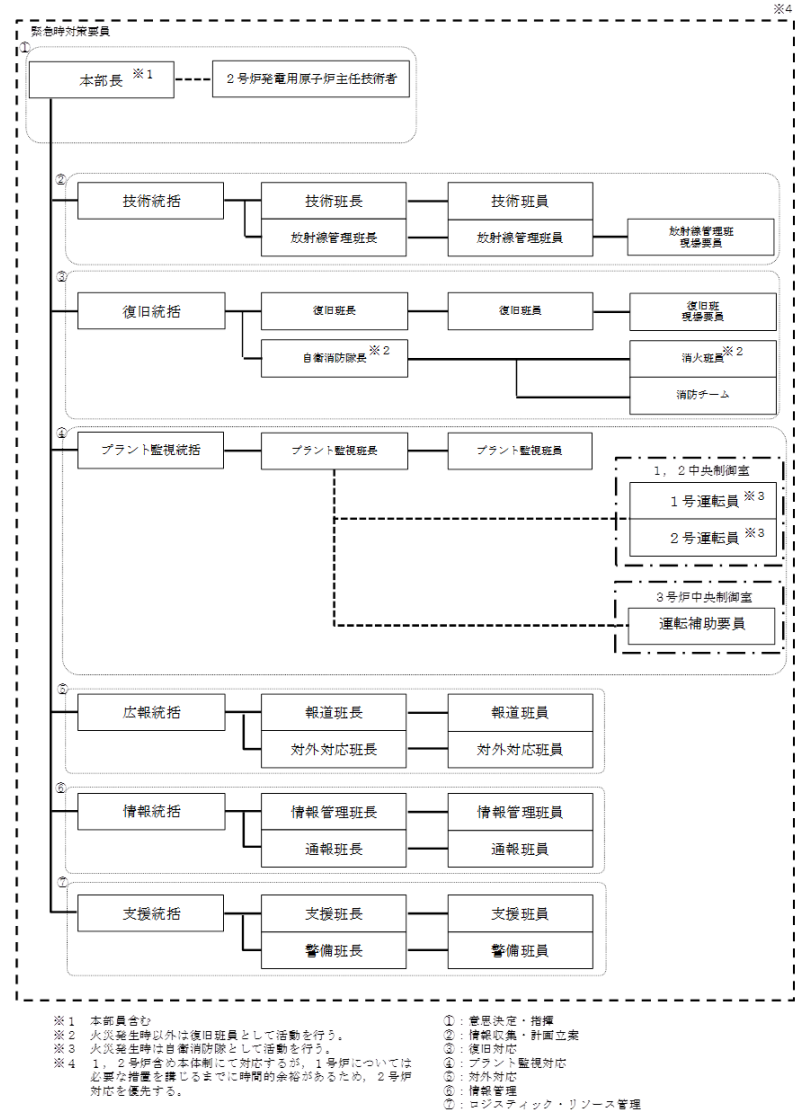 ※4
緊急時対策要員
①
本部長 ※1
2号炉発電用原子炉主任技術者
②
技術統括
技術班長
技術班員
放射線管理班長
放射線管理班員
放射線管理班
現場要員
③
復旧統括
復旧班長
復旧班員
復旧班
現場要員
自衛消防隊長 ※2
消火班員 ※2
消防チーム
④
プラント監視統括
プラント監視班長
プラント監視班員
1，2中央制御室
1号運転員 ※3
2号運転員 ※3
3号炉中央制御室
運転補助要員
⑤
広報統括
報道班長
報道班員
対外対応班長
対外対応班員
⑥
情報統括
情報管理班長
情報管理班員
通報班長
通報班員
⑦
支援統括
支援班長
支援班員
警備班長
警備班員
※1 本部員含む
※2 火災発生時以外は復旧班員として活動を行う。
※3 火災発生時は自衛消防隊として活動を行う。
※4 1，2号炉含め本体制にて対応するが，1号炉については
必要な措置を講じるまでに時間的余裕があるため，2号炉
対応を優先する。
①：意思決定・指揮
②：情報収集・計画立案
③：復旧対応
④：プラント監視対応
⑤：対外対応
⑥：情報管理
⑦：ロジスティック・リソース管理